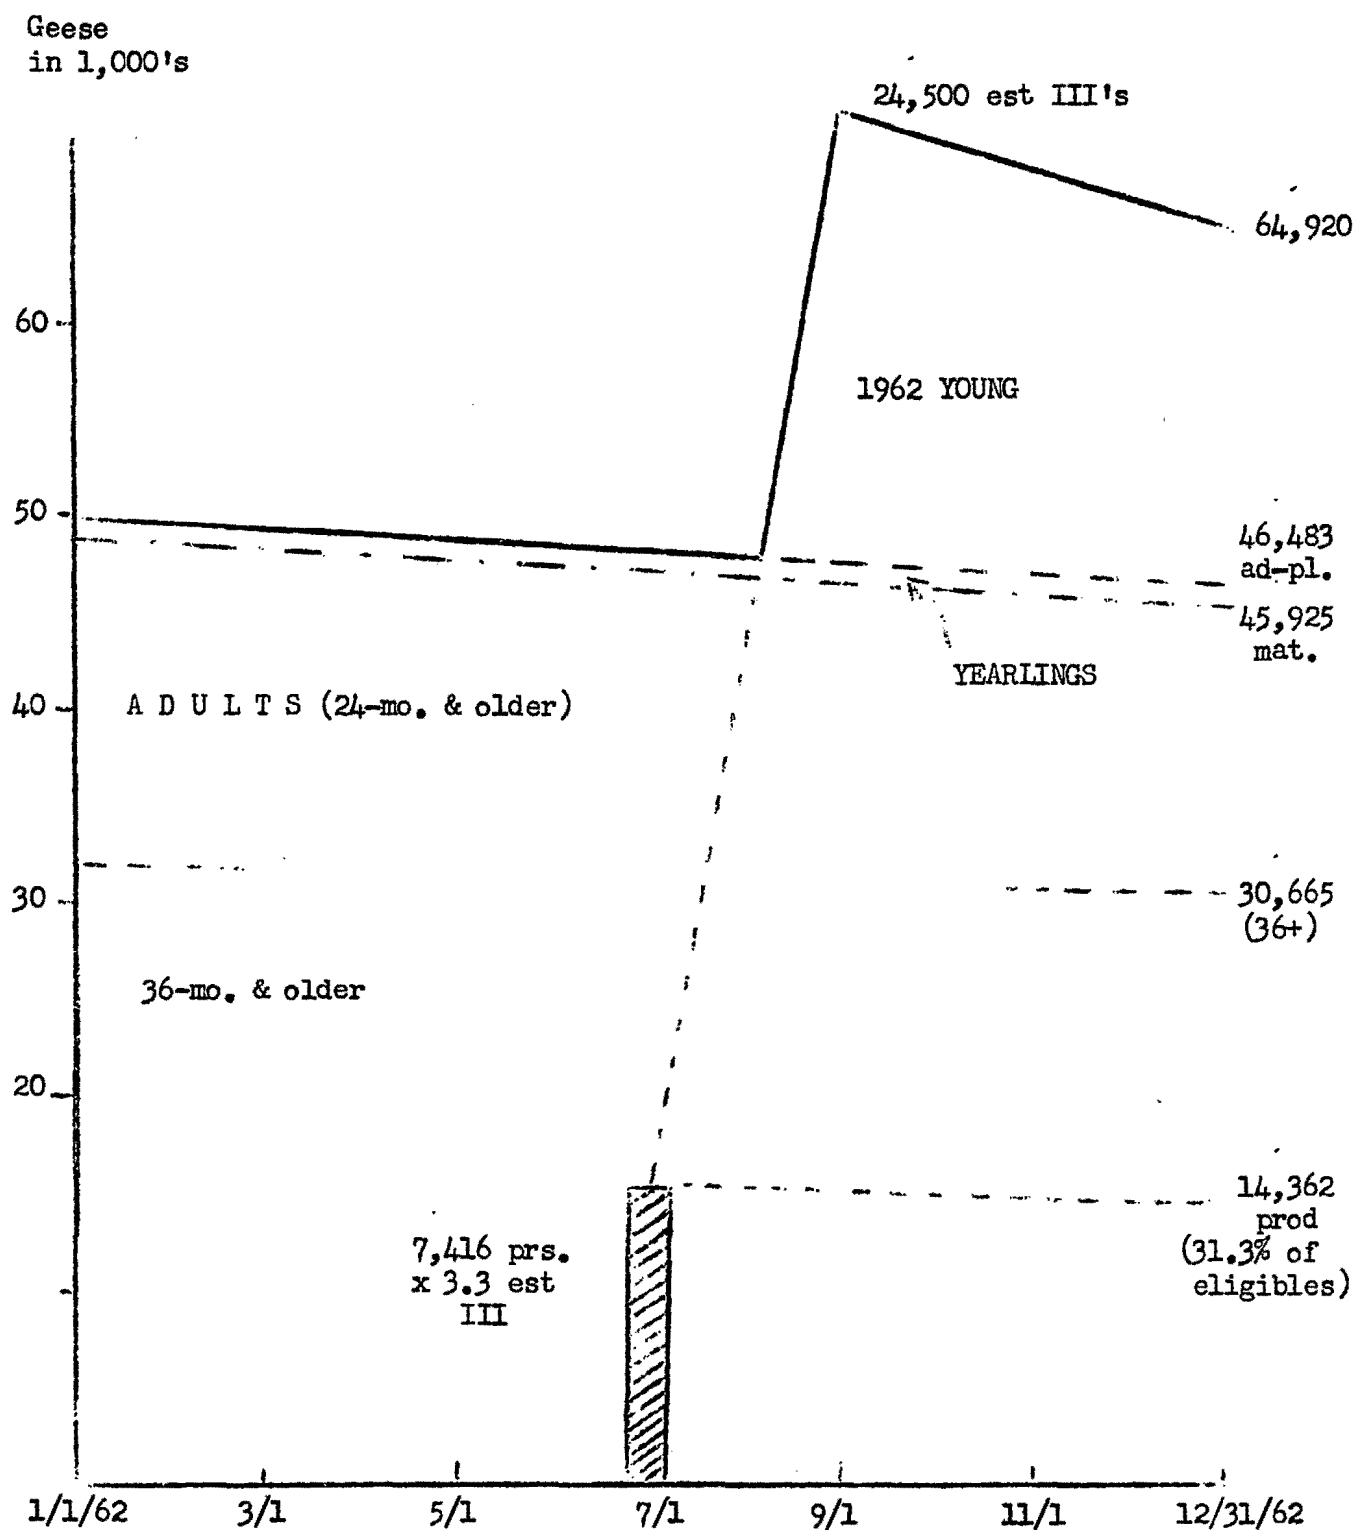 Geese
in 1,000's
24,500 est III's
64,920
60
1962 YOUNG
50
46,483
ad-pl.
45,925
mat.
YEARLINGS
40
A D U L T S (24-mo. & older)
30
30,665
(36+)
36-mo. & older
20
14,362
prod
(31.3% of
eligibles)
7,416 prs.
x 3.3 est
III
1/1/62
3/1
5/1
7/1
9/1
11/1
12/31/62